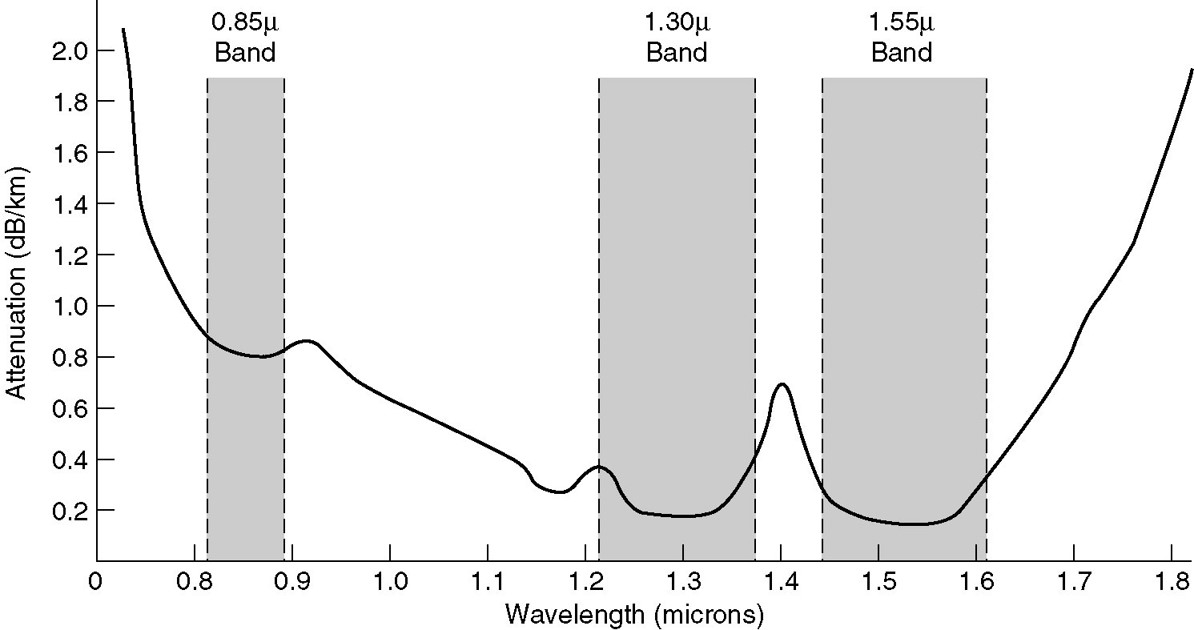 0.85μ
Band
1.30μ
Band
1.55μ
Band
2.0
1.8
1.6
1.4
1.2
1.0
0.8
0.6
0.4
0.2
Attenuation (dB/km)
0 0.8 0.9 1.0 1.1 1.2 1.3 1.4 1.5 1.6 1.7 1.8
Wavelength (microns)